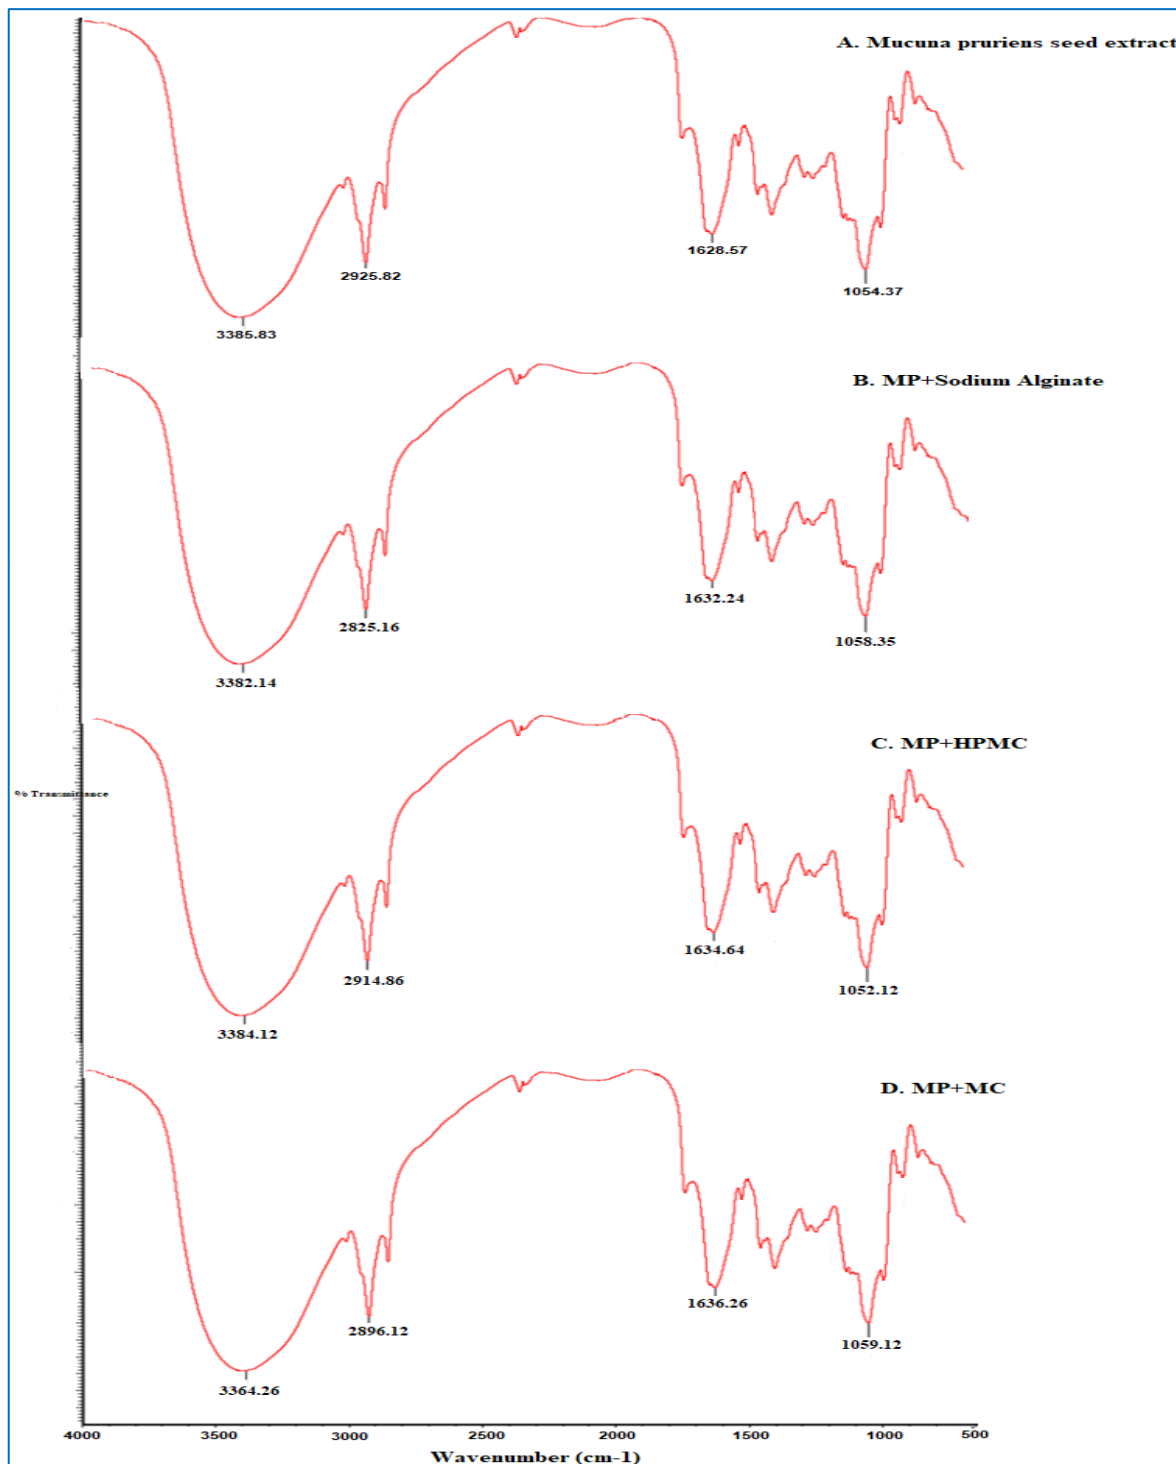 A. Mucuna pruriens seed extract
2925.82
1628.57
1054.37
3385.83
B. MP+Sodium Alginate
2825.16
1632.24
1058.35
3382.14
C. MP+HPMC
% Transmittance
2914.86
1634.64
1052.12
3384.12
D. MP+MC
2896.12
1636.26
1059.12
3364.26
4000 3500 3000 2500 2000 1500 1000 500
Wavenumber (cm-1)